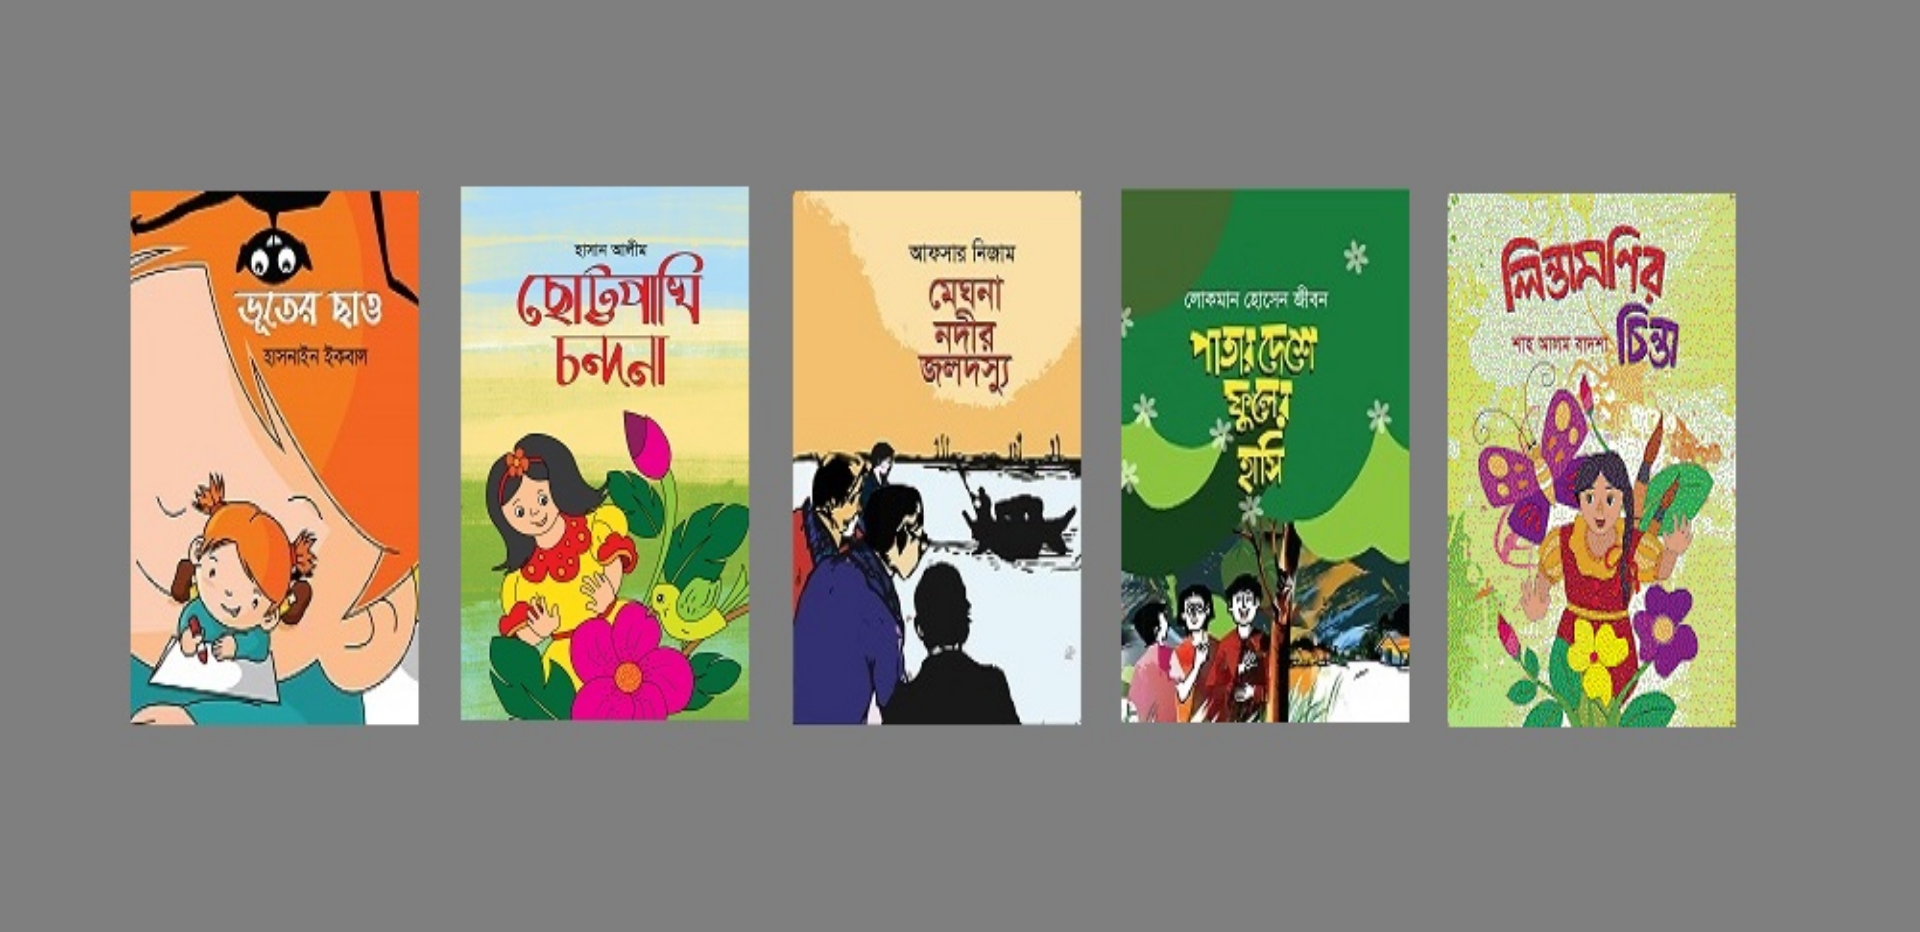 ভূতের ছাও
হাসনাইন ইকবাল
হাসান আলীম
ছোট্টপাখি
চন্দনা
আফসার নিজাম
মেঘনা
নদীর
জলদস্যু
লোকমান হোসেন জীবন
পাতার দেশে
ফুলের
হাসি
লিন্তামণির
চিন্তা
শাহ আলম বাদশা